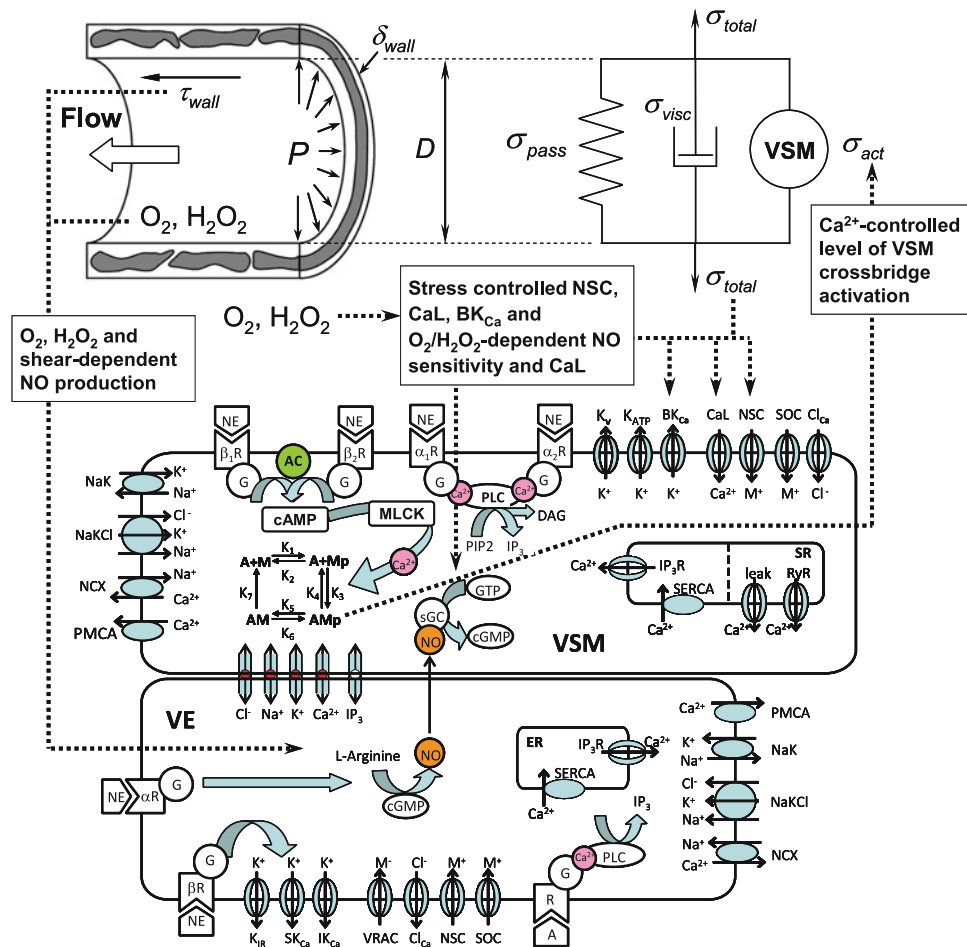 δwall
τwall
Flow
P
D
O2, H2O2
σtotal
σpass
σvisc
VSM
σact
σtotal
Ca2+-controlled
level of VSM
crossbridge
activation
O2, H2O2
Stress controlled NSC,
CaL, BKCa and
O2/H2O2-dependent NO
sensitivity and CaL
O2, H2O2 and
shear-dependent
NO production
NE
NE
NE
NE
β1R
β2R
α1R
α2R
AC
G
G
G
G
Ca2+
Ca2+
PLC
DAG
PIP2
IP3
cAMP
MLCK
Ca2+
Kv
KATP
BKCa
CaL
NSC
SOC
ClCa
K+
K+
K+
Ca2+
M+
M+
Cl-
NaK
K+
Na+
NaKCl
Cl-
K+
Na+
NCX
Na+
Ca2+
PMCA
Ca2+
A+M
K1
A+Mp
K2
K7
K4
K3
K5
AM
AMp
K6
GTP
sGC
NO
cGMP
SR
Ca2+
IP3R
SERCA
Ca2+
leak
RyR
Ca2+
Ca2+
VSM
Cl-
Na+
K+
Ca2+
IP3
VE
L-Arginine
NO
cGMP
NE
αR
G
ER
IP3R
Ca2+
SERCA
Ca2+
Ca2+
PMCA
K+
Na+
NaK
Cl-
K+
Na+
NaKCl
Na+
Ca2+
NCX
IP3
PLC
Ca2+
G
R
A
G
βR
NE
K+
K+
K+
M-
Cl-
M+
M+
KIR
SKCa
IKCa
VRAC
ClCa
NSC
SOC